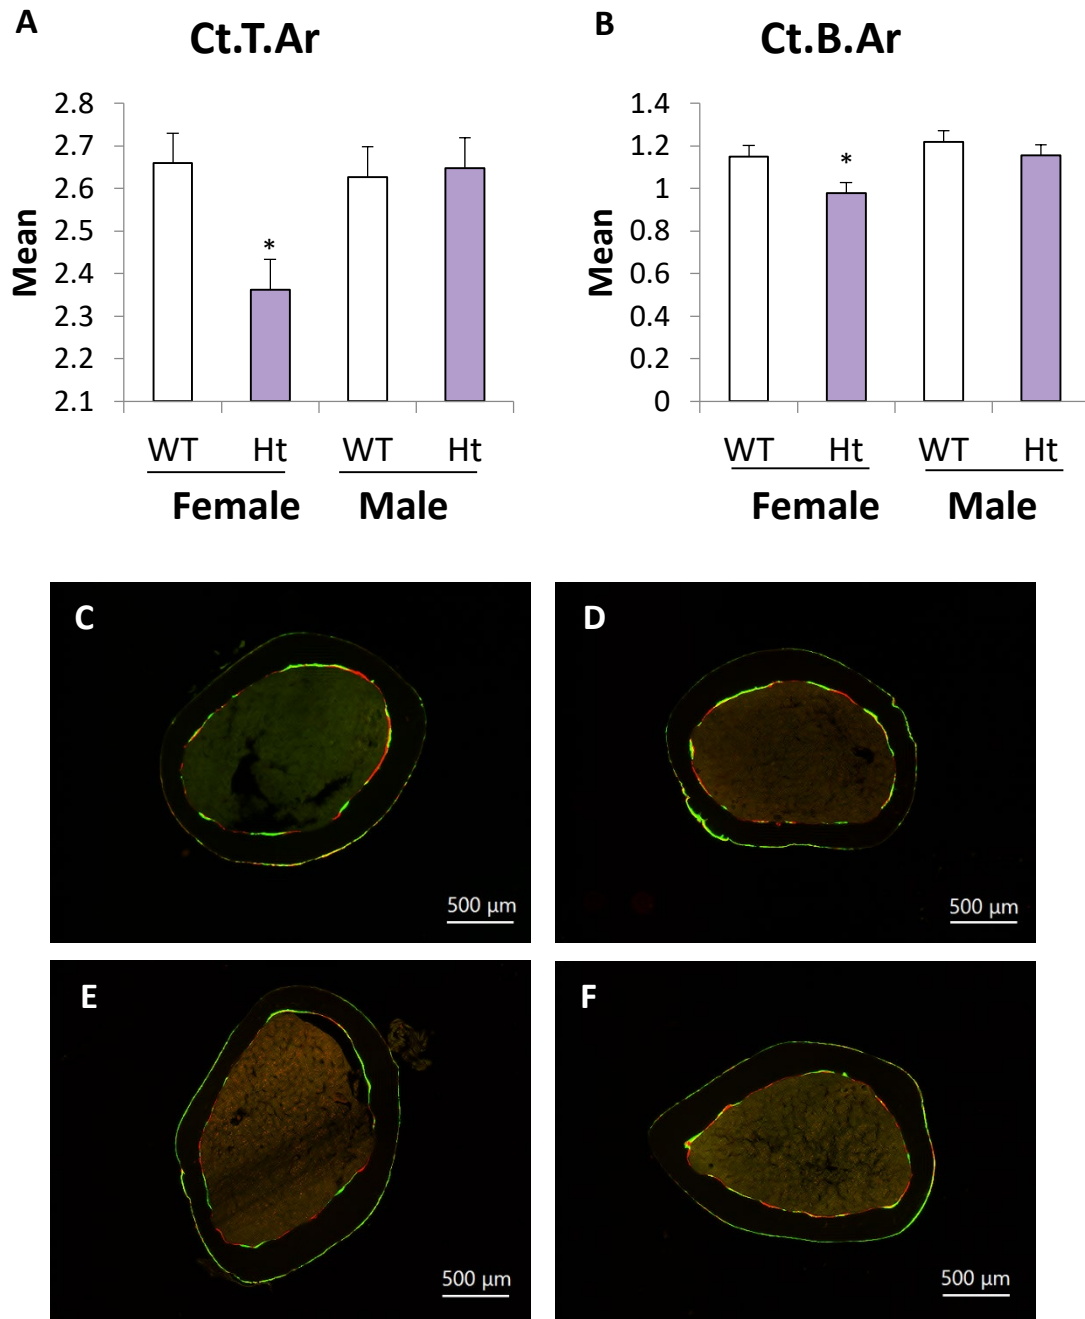 A
Ct.T.Ar
2.8
2.7
2.6
2.5
2.4
2.3
2.2
2.1
Mean
*
WT Ht WT Ht
Female Male
B
Ct.B.Ar
1.4
1.2
1
0.8
0.6
0.4
0.2
0
Mean
*
WT Ht WT Ht
Female Male
C
500 µm
D
500 µm
E
500 µm
F
500 µm